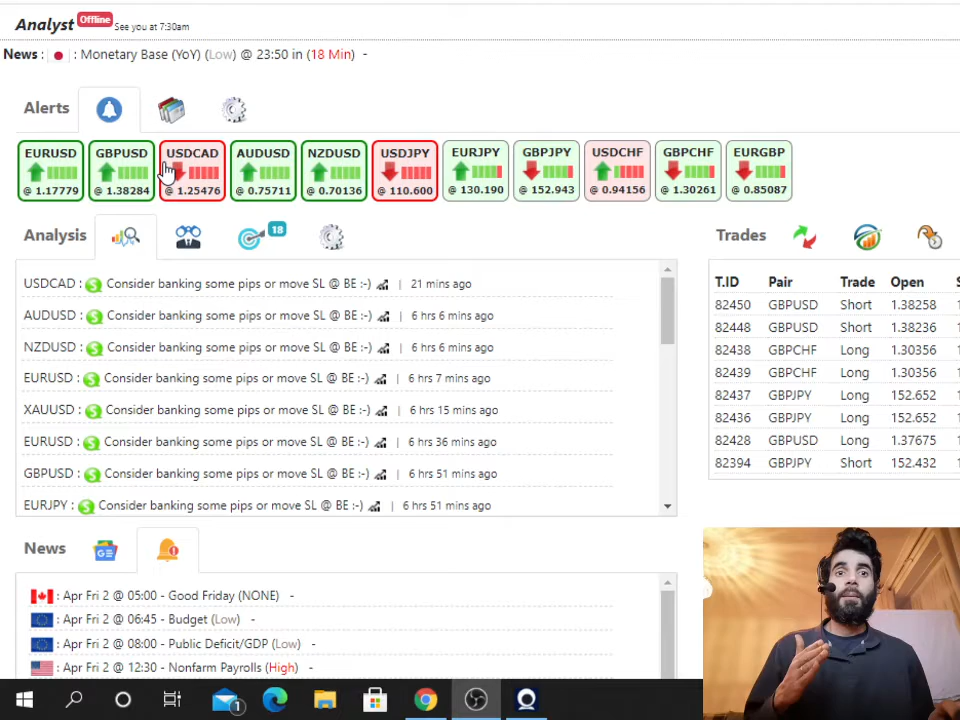 Analyst Offline See you at 7:30am
News : : Monetary Base (YoY) (Low) @ 23:50 in (18 Min) -
Alerts
EURUSD GBPUSD USDCAD AUDUSD NZDUSD USDJPY EURJPY GBPJPY USDCHF GBPCHF EURGBP
@ 1.17779 @ 1.38284 @ 1.25476 @ 0.75711 @ 0.70136 @ 110.600 @ 130.190 @ 152.943 @ 0.94156 @ 1.30261 @ 0.85087
Analysis 18
USDCAD : Consider banking some pips or move SL @ BE :-) | 21 mins ago
AUDUSD : Consider banking some pips or move SL @ BE :-) | 6 hrs 6 mins ago
NZDUSD : Consider banking some pips or move SL @ BE :-) | 6 hrs 6 mins ago
EURUSD : Consider banking some pips or move SL @ BE :-) | 6 hrs 7 mins ago
XAUUSD : Consider banking some pips or move SL @ BE :-) | 6 hrs 15 mins ago
EURUSD : Consider banking some pips or move SL @ BE :-) | 6 hrs 36 mins ago
GBPUSD : Consider banking some pips or move SL @ BE :-) | 6 hrs 51 mins ago
EURJPY : Consider banking some pips or move SL @ BE :-) | 6 hrs 51 mins ago
Trades
T.ID Pair Trade Open
82450 GBPUSD Short 1.38258
82448 GBPUSD Short 1.38236
82438 GBPCHF Long 1.30356
82439 GBPCHF Long 1.30356
82437 GBPJPY Long 152.652
82436 GBPJPY Long 152.652
82428 GBPUSD Long 1.37675
82394 GBPJPY Short 152.432
News
: Apr Fri 2 @ 05:00 - Good Friday (NONE) -
: Apr Fri 2 @ 06:45 - Budget (Low) -
: Apr Fri 2 @ 08:00 - Public Deficit/GDP (Low) -
: Apr Fri 2 @ 12:30 - Nonfarm Payrolls (High) -
1